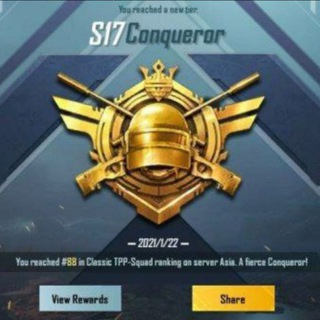 You reached a new tier.
S17 Conqueror
— 2021/1/22 —
You reached #88 in Classic TPP-Squad ranking on server Asia. A fierce Conqueror!
View Rewards
Share